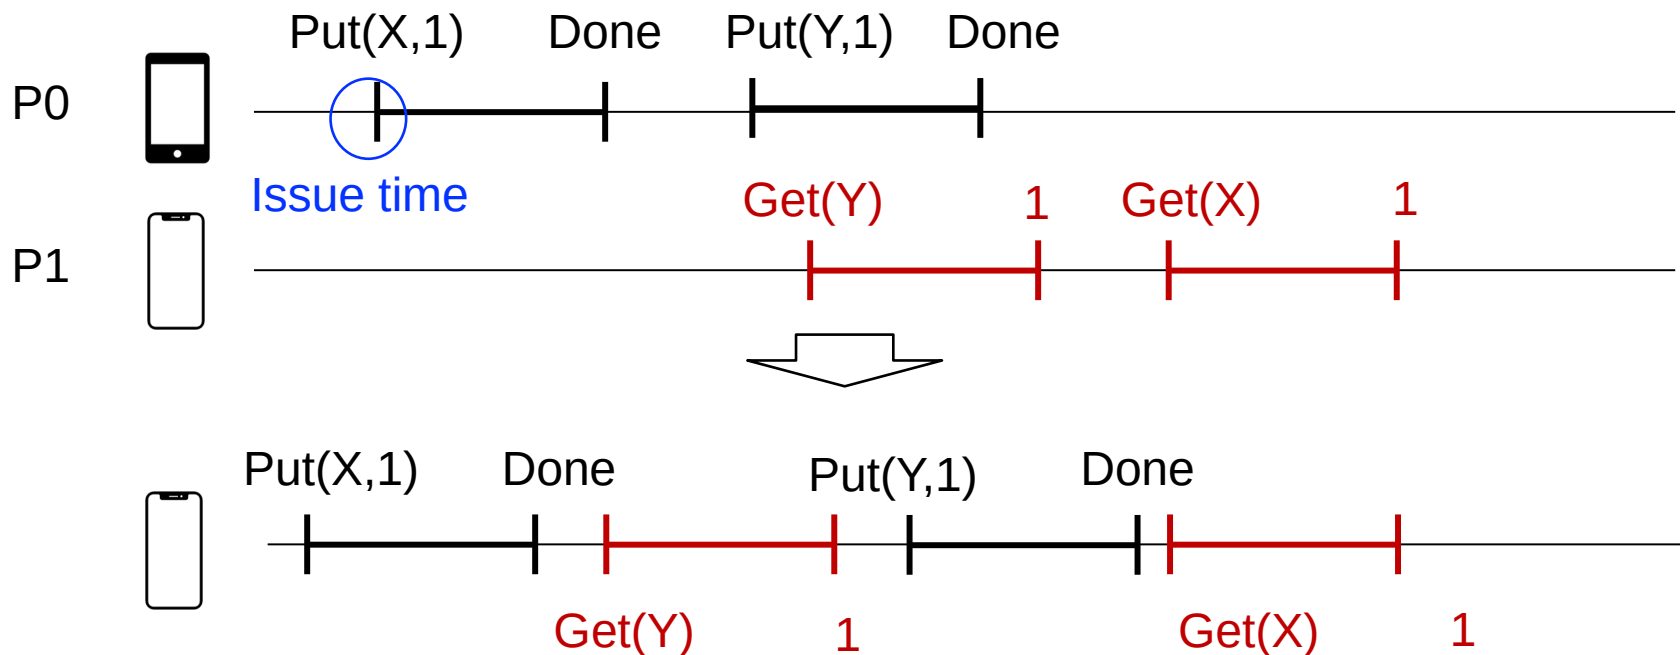 Put(X,1) Done Put(Y,1) Done
P0
Issue time
Get(Y) 1 Get(X) 1
P1
Put(X,1) Done Put(Y,1) Done
Get(Y) 1 Get(X) 1